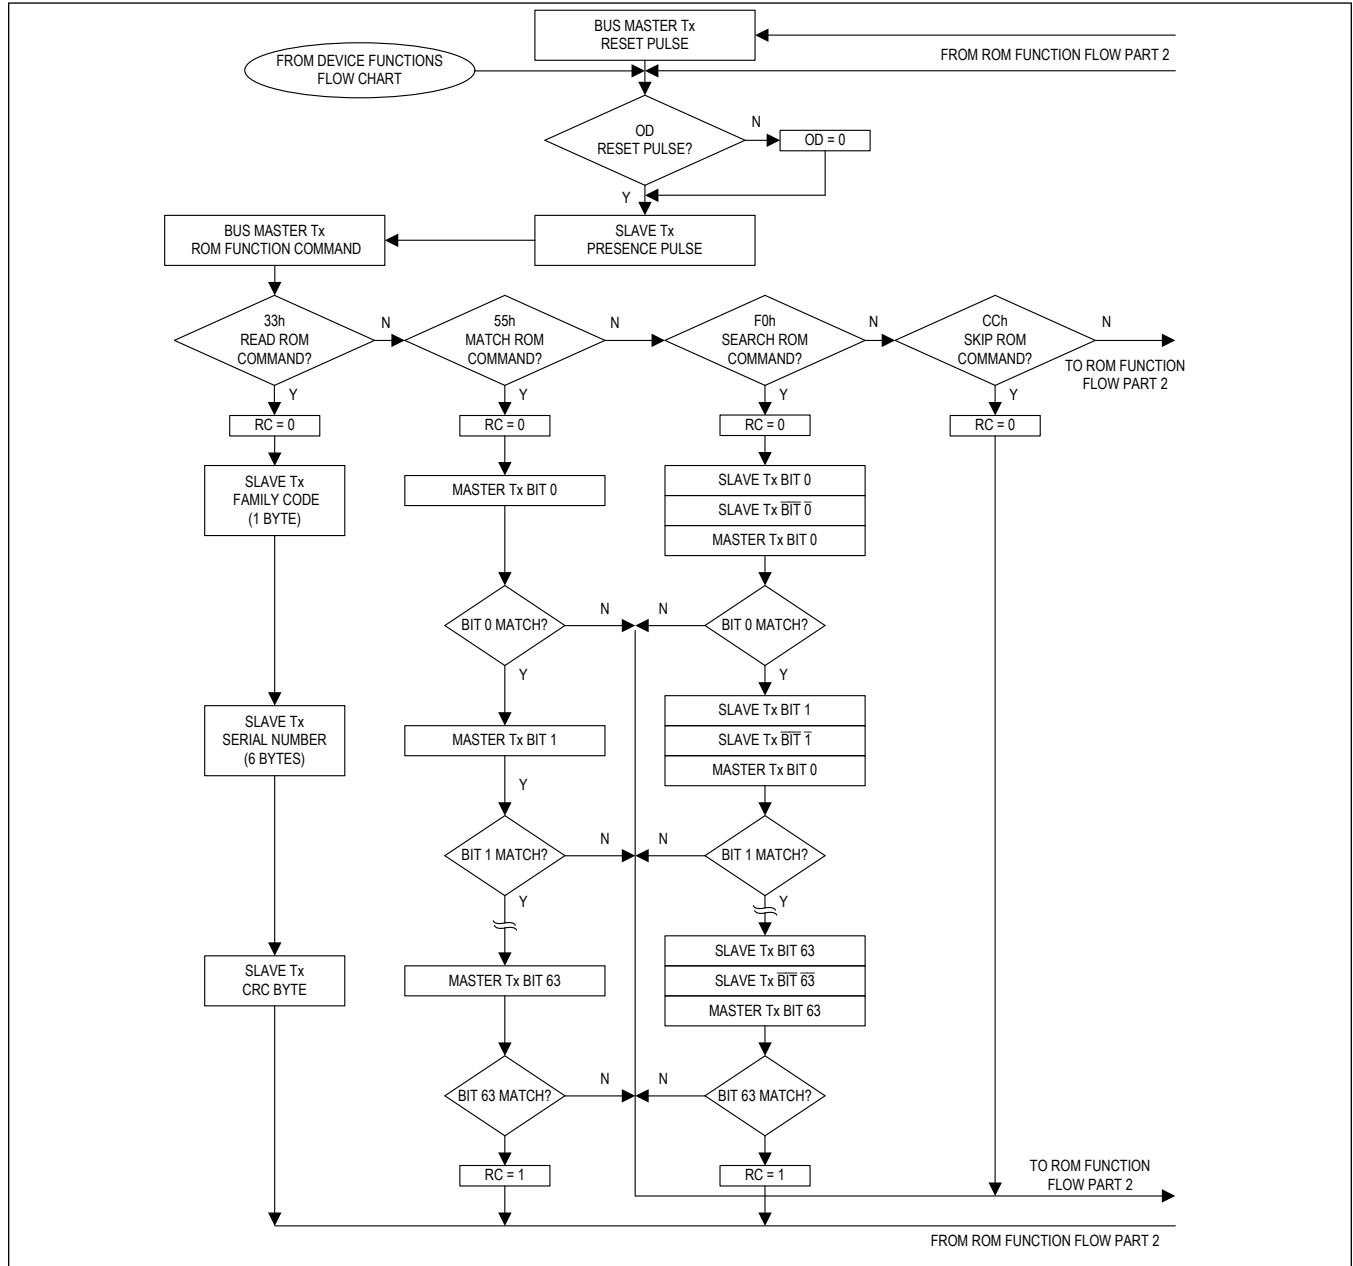 BUS MASTER Tx
RESET PULSE
FROM ROM FUNCTION FLOW PART 2
FROM DEVICE FUNCTIONS
FLOW CHART
OD
RESET PULSE?
N
OD = 0
Y
BUS MASTER Tx
ROM FUNCTION COMMAND
SLAVE Tx
PRESENCE PULSE
33h
READ ROM
COMMAND?
N
55h
MATCH ROM
COMMAND?
N
F0h
SEARCH ROM
COMMAND?
N
CCh
SKIP ROM
COMMAND?
N
TO ROM FUNCTION
FLOW PART 2
Y
Y
Y
Y
RC = 0
RC = 0
RC = 0
RC = 0
SLAVE Tx
FAMILY CODE
(1 BYTE)
MASTER Tx BIT 0
SLAVE Tx BIT 0
SLAVE Tx B̅I̅T̅ 0̅
MASTER Tx BIT 0
BIT 0 MATCH?
N
N
BIT 0 MATCH?
Y
Y
SLAVE Tx
SERIAL NUMBER
(6 BYTES)
MASTER Tx BIT 1
SLAVE Tx BIT 1
SLAVE Tx B̅I̅T̅ 1̅
MASTER Tx BIT 0
Y
BIT 1 MATCH?
N
N
BIT 1 MATCH?
Y
Y
SLAVE Tx
CRC BYTE
MASTER Tx BIT 63
SLAVE Tx BIT 63
SLAVE Tx B̅I̅T̅ 6̅3̅
MASTER Tx BIT 63
BIT 63 MATCH?
N
N
BIT 63 MATCH?
Y
Y
RC = 1
RC = 1
TO ROM FUNCTION
FLOW PART 2
FROM ROM FUNCTION FLOW PART 2